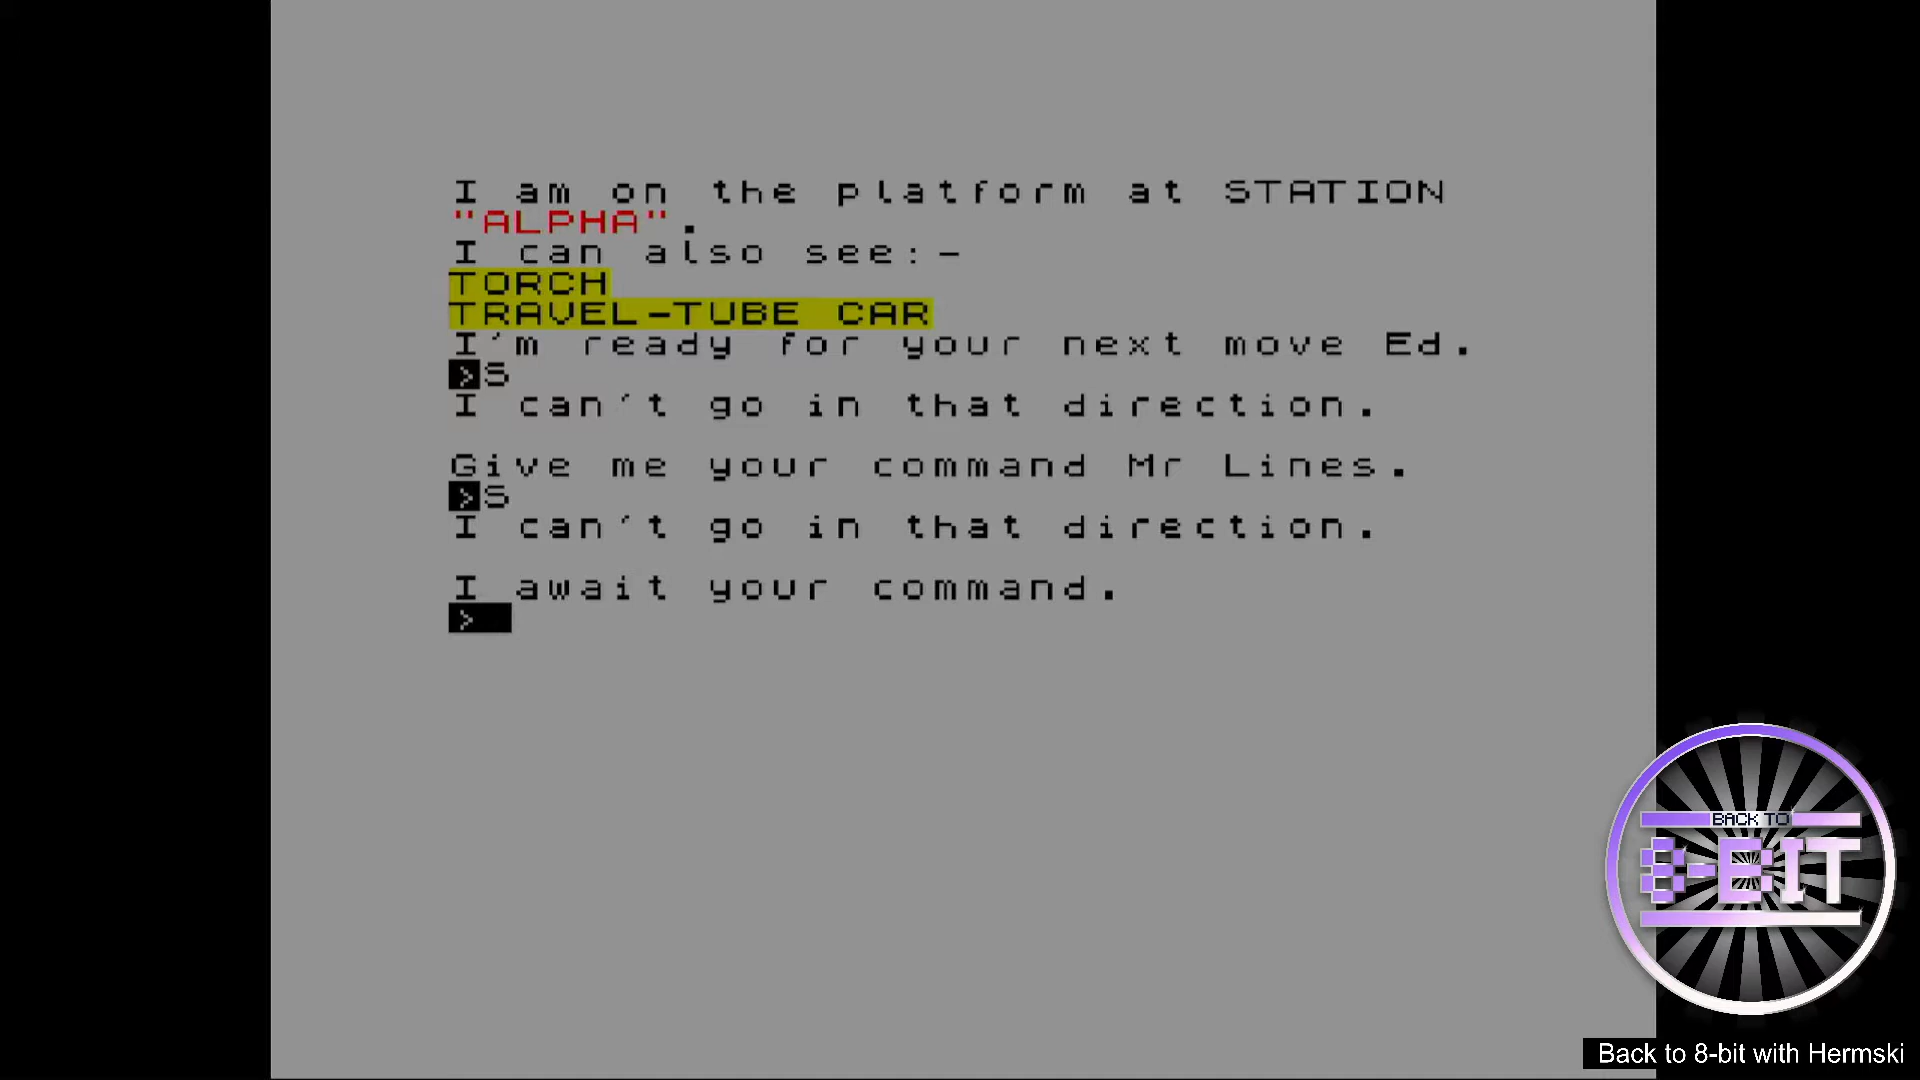 I am on the platform at STATION
"ALPHA".
I can also see:-
TORCH
TRAVEL-TUBE CAR
I'm ready for your next move Ed.
>S
I can't go in that direction.
Give me your command Mr Lines.
>S
I can't go in that direction.
I await your command.
>
BACK TO
8-BIT
Back to 8-bit with Hermski